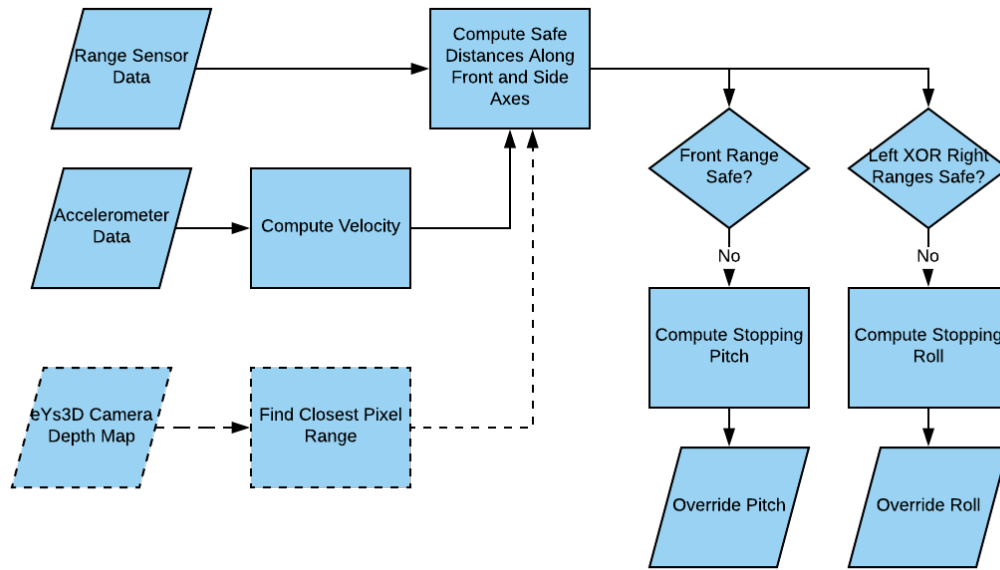 Range Sensor
Data
Compute Safe
Distances Along
Front and Side
Axes
Front Range
Safe?
Left XOR Right
Ranges Safe?
Accelerometer
Data
Compute Velocity
No
No
Compute Stopping
Pitch
Compute Stopping
Roll
eYs3D Camera
Depth Map
Find Closest Pixel
Range
Override Pitch
Override Roll